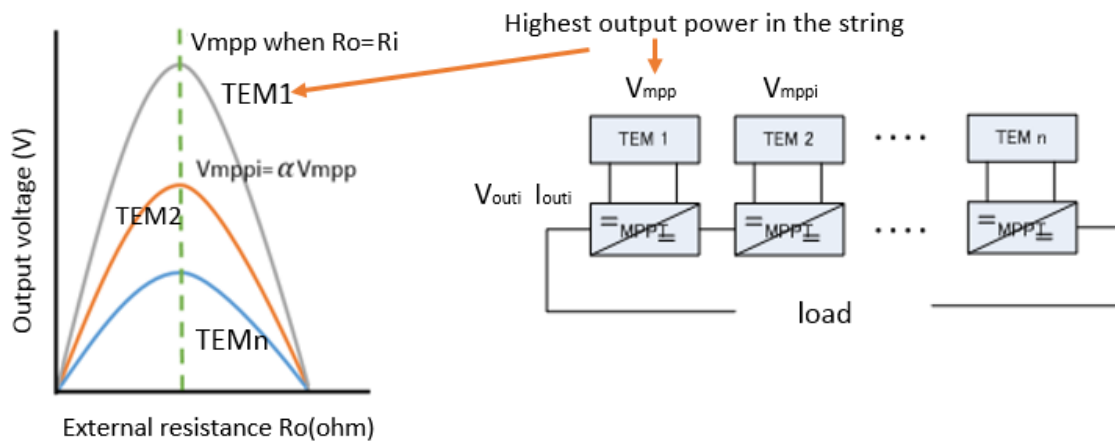 Highest output power in the string
Vmpp when Ro=Ri
TEM1
Vmpp
Vmppi
TEM 1
TEM 2
....
TEM n
Vmppi= α Vmpp
TEM2
Vouti Iouti
MPPT
MPPT
....
MPPT
TEMn
load
Output voltage (V)
External resistance Ro(ohm)